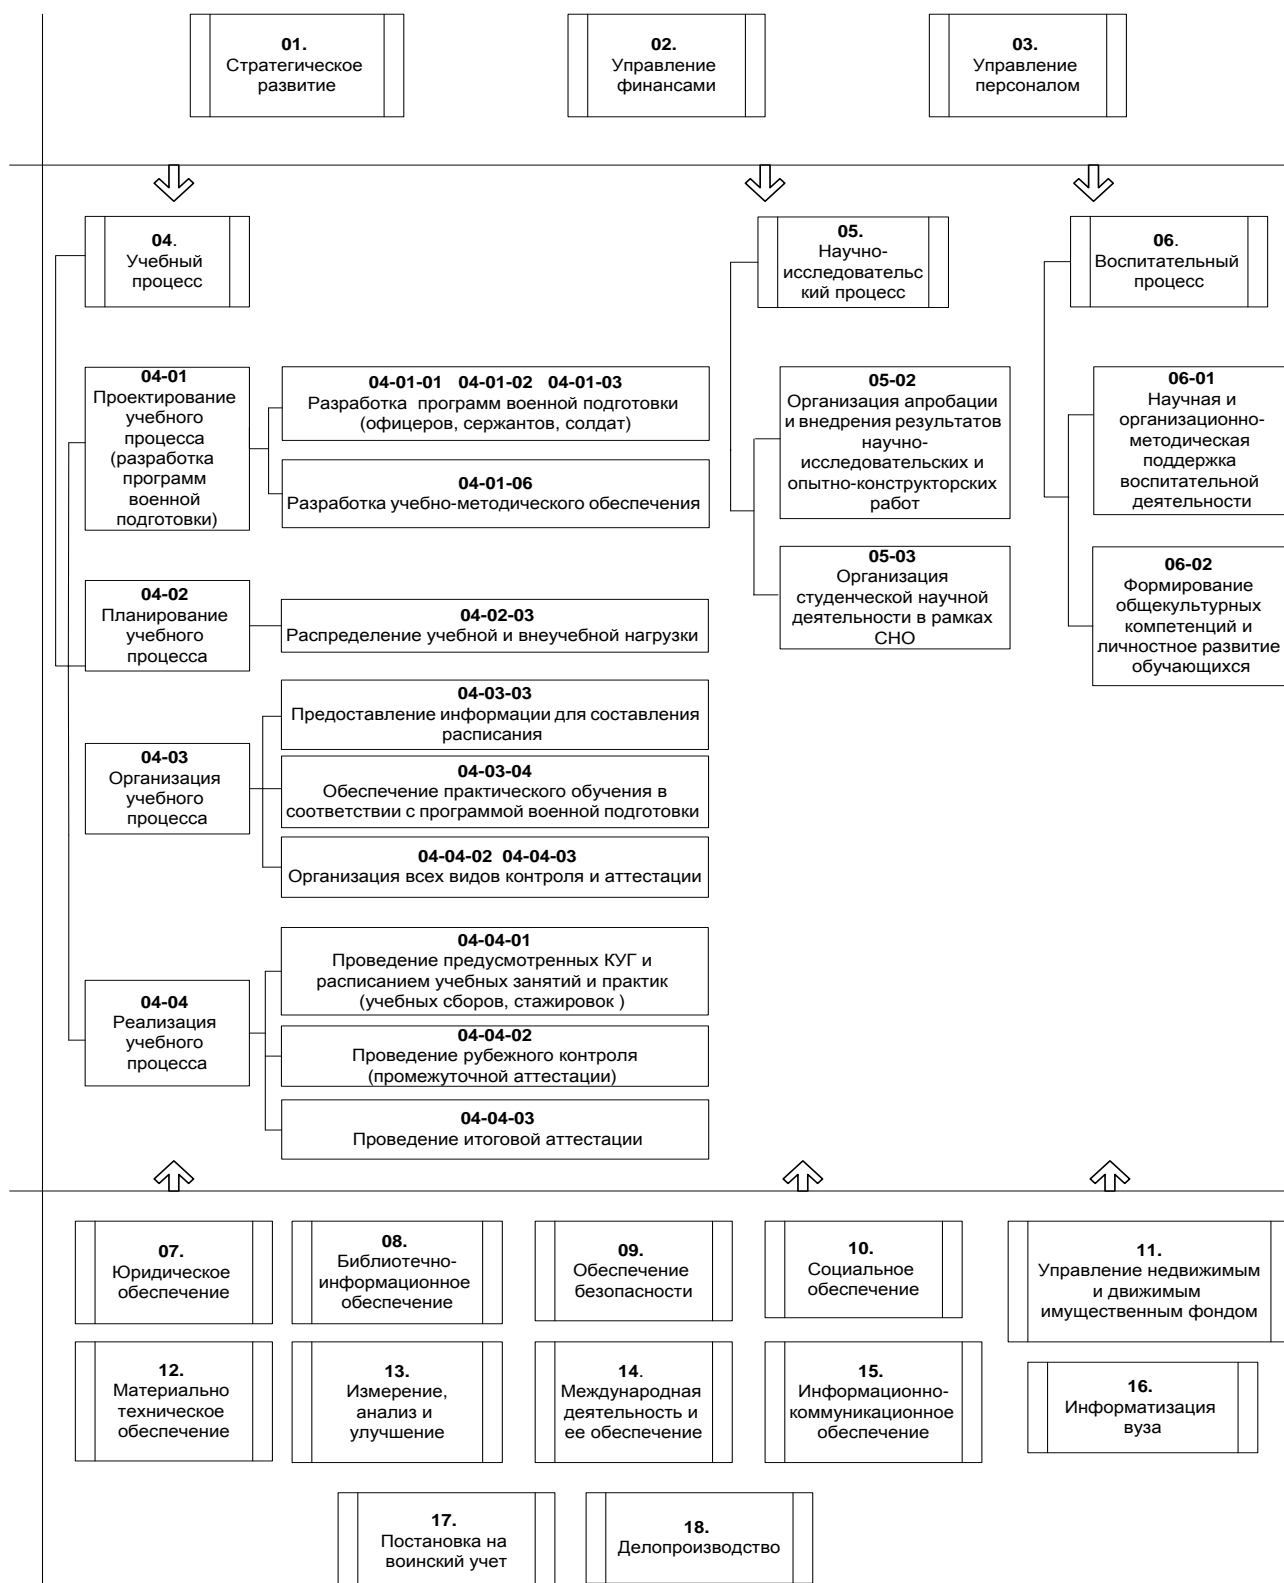 01.
Стратегическое
развитие
02.
Управление
финансами
03.
Управление
персоналом
04.
Учебный
процесс
05.
Научно-
исследовательс
кий процесс
06.
Воспитательный
процесс
04-01
Проектирование
учебного
процесса
(разработка
программ
военной
подготовки)
04-01-01 04-01-02 04-01-03
Разработка программ военной подготовки
(офицеров, сержантов, солдат)
04-01-06
Разработка учебно-методического обеспечения
04-02
Планирование
учебного
процесса
04-02-03
Распределение учебной и внеучебной нагрузки
04-03
Организация
учебного
процесса
04-03-03
Предоставление информации для составления
расписания
04-03-04
Обеспечение практического обучения в
соответствии с программой военной подготовки
04-04-02 04-04-03
Организация всех видов контроля и аттестации
04-04
Реализация
учебного
процесса
04-04-01
Проведение предусмотренных КУГ и
расписанием учебных занятий и практик
(учебных сборов, стажировок )
04-04-02
Проведение рубежного контроля
(промежуточной аттестации)
04-04-03
Проведение итоговой аттестации
05-02
Организация апробации
и внедрения результатов
научно-
исследовательских и
опытно-конструкторских
работ
05-03
Организация
студенческой научной
деятельности в рамках
СНО
06-01
Научная и
организационно-
методическая
поддержка
воспитательной
деятельности
06-02
Формирование
общекультурных
компетенций и
личностное развитие
обучающихся
07.
Юридическое
обеспечение
08.
Библиотечно-
информационное
обеспечение
09.
Обеспечение
безопасности
10.
Социальное
обеспечение
11.
Управление недвижимым
и движимым
имущественным фондом
12.
Материально
техническое
обеспечение
13.
Измерение,
анализ и
улучшение
14.
Международная
деятельность и
ее обеспечение
15.
Информационно-
коммуникационное
обеспечение
16.
Информатизация
вуза
17.
Постановка на
воинский учет
18.
Делопроизводство